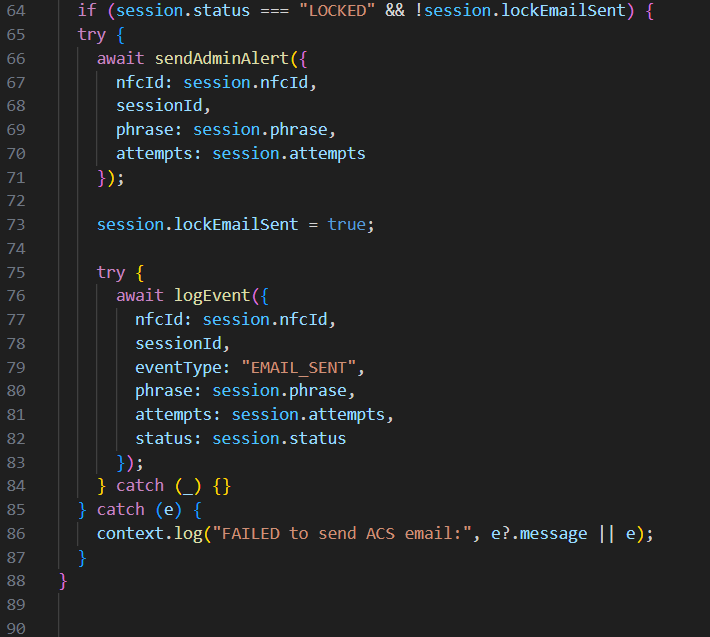 64 if (session.status === "LOCKED" && !session.lockEmailSent) {
65 try {
66 await sendAdminAlert({
67 nfcId: session.nfcId,
68 sessionId,
69 phrase: session.phrase,
70 attempts: session.attempts
71 });
72
73 session.lockEmailSent = true;
74
75 try {
76 await logEvent({
77 nfcId: session.nfcId,
78 sessionId,
79 eventType: "EMAIL_SENT",
80 phrase: session.phrase,
81 attempts: session.attempts,
82 status: session.status
83 });
84 } catch (_) {}
85 } catch (e) {
86 context.log("FAILED to send ACS email:", e?.message || e);
87 }
88 }
89
90